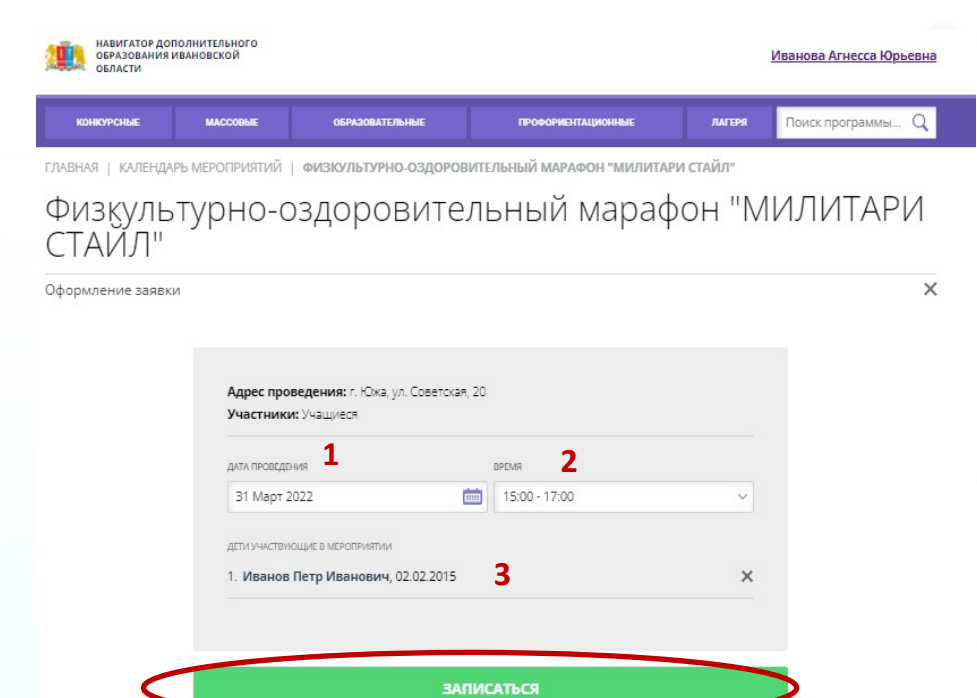 НАВИГАТОР ДОПОЛНИТЕЛЬНОГО
ОБРАЗОВАНИЯ ИВАНОВСКОЙ
ОБЛАСТИ
Иванова Агнесса Юрьевна
КОНКУРСНЫЕ МАССОВЫЕ ОБРАЗОВАТЕЛЬНЫЕ ПРОФОРИЕНТАЦИОННЫЕ ЛАГЕРЯ Поиск программы...
ГЛАВНАЯ | КАЛЕНДАРЬ МЕРОПРИЯТИЙ | ФИЗКУЛЬТУРНО-ОЗДОРОВИТЕЛЬНЫЙ МАРАФОН "МИЛИТАРИ СТАЙЛ"
Физкультурно-оздоровительный марафон "МИЛИТАРИ
СТАЙЛ"
Оформление заявки
Адрес проведения: г. Южа, ул. Советская, 20
Участники: Учащиеся
ДАТА ПРОВЕДЕНИЯ 1 ВРЕМЯ 2
31 Март 2022 15:00 - 17:00
ДЕТИ УЧАСТВУЮЩИЕ В МЕРОПРИЯТИИ
1. Иванов Петр Иванович, 02.02.2015 3
ЗАПИСАТЬСЯ